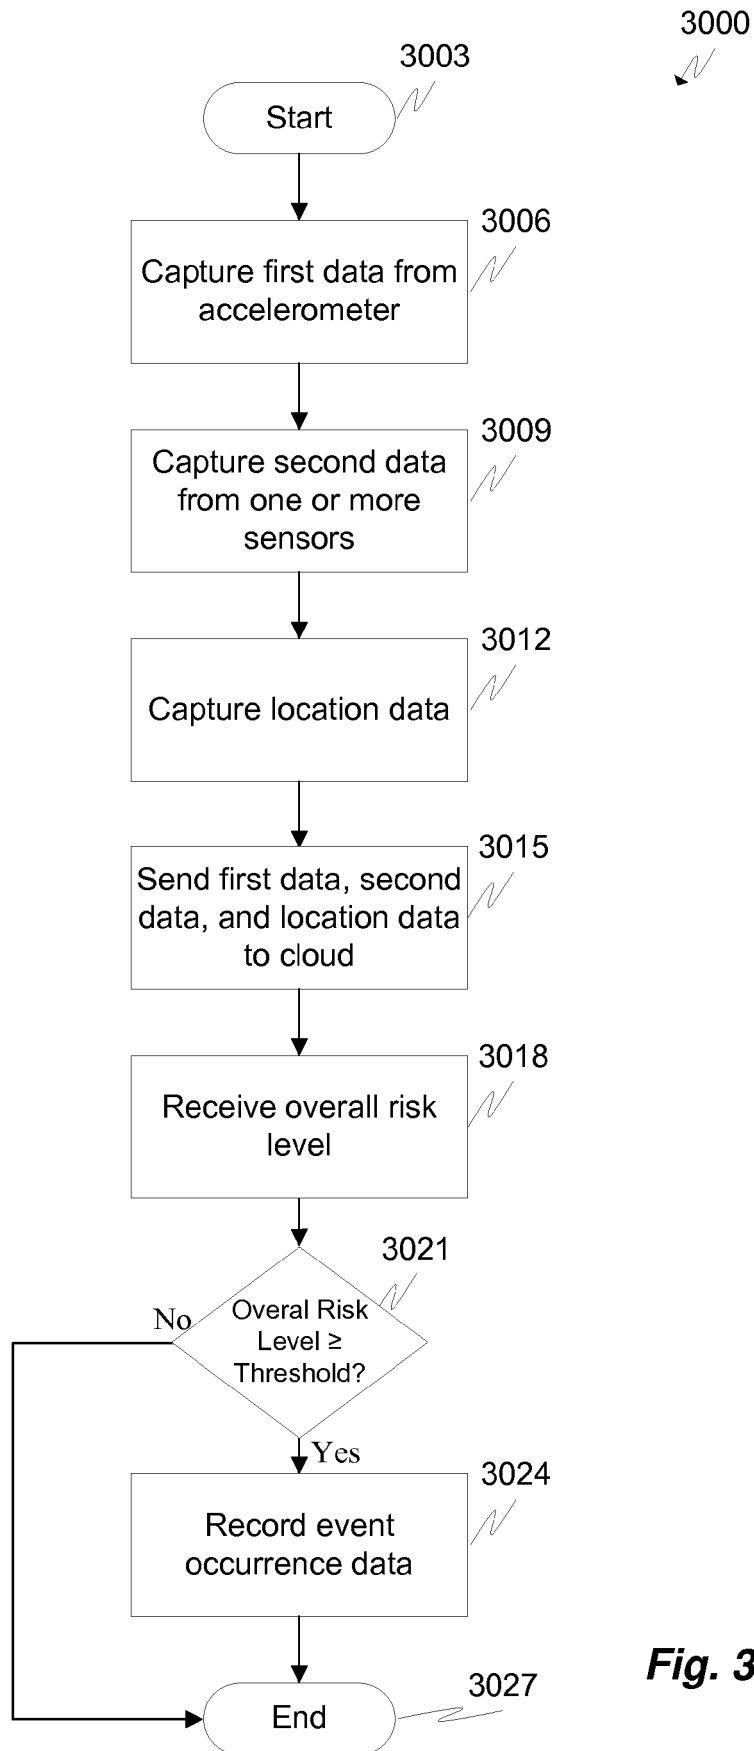 3000
3003
Start
3006
Capture first data from
accelerometer
3009
Capture second data
from one or more
sensors
3012
Capture location data
3015
Send first data, second
data, and location data
to cloud
3018
Receive overall risk
level
3021
No
Overal Risk
Level ≥
Threshold?
Yes
3024
Record event
occurrence data
Fig. 3
3027
End